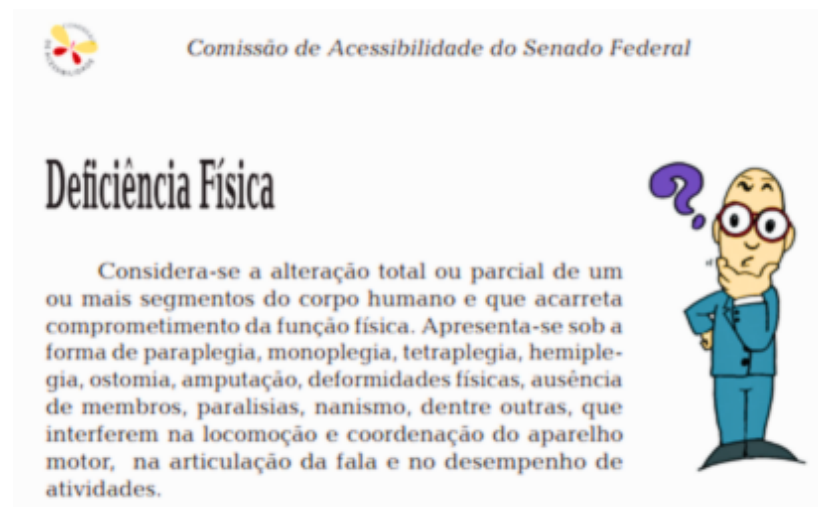 Comissão de Acessibilidade do Senado Federal
Deficiência Física
Considera-se a alteração total ou parcial de um
ou mais segmentos do corpo humano e que acarreta
comprometimento da função física. Apresenta-se sob a
forma de paraplegia, monoplegia, tetraplegia, hemiple-
gia, ostomia, amputação, deformidades físicas, ausência
de membros, paralisias, nanismo, dentre outras, que
interferem na locomoção e coordenação do aparelho
motor, na articulação da fala e no desempenho de
atividades.
?